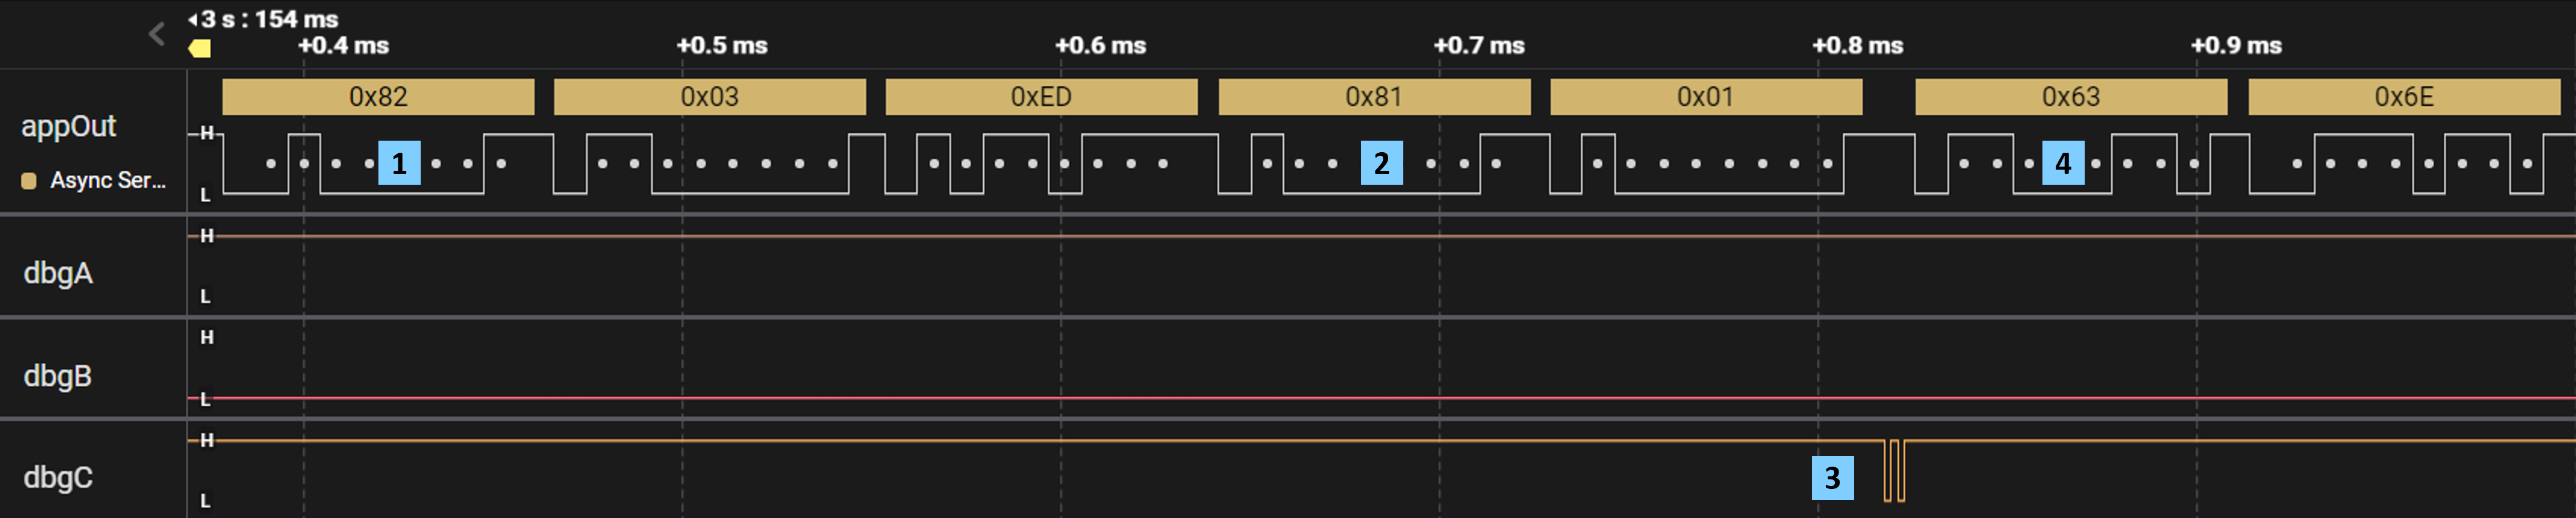 3 s : 154 ms
+0.4 ms +0.5 ms +0.6 ms +0.7 ms +0.8 ms +0.9 ms
0x82 0x03 0xED 0x81 0x01 0x63 0x6E
appOut
H
1 2 4
Async Ser...
L
H
dbgA
L
H
dbgB
L
H
dbgC
3
L